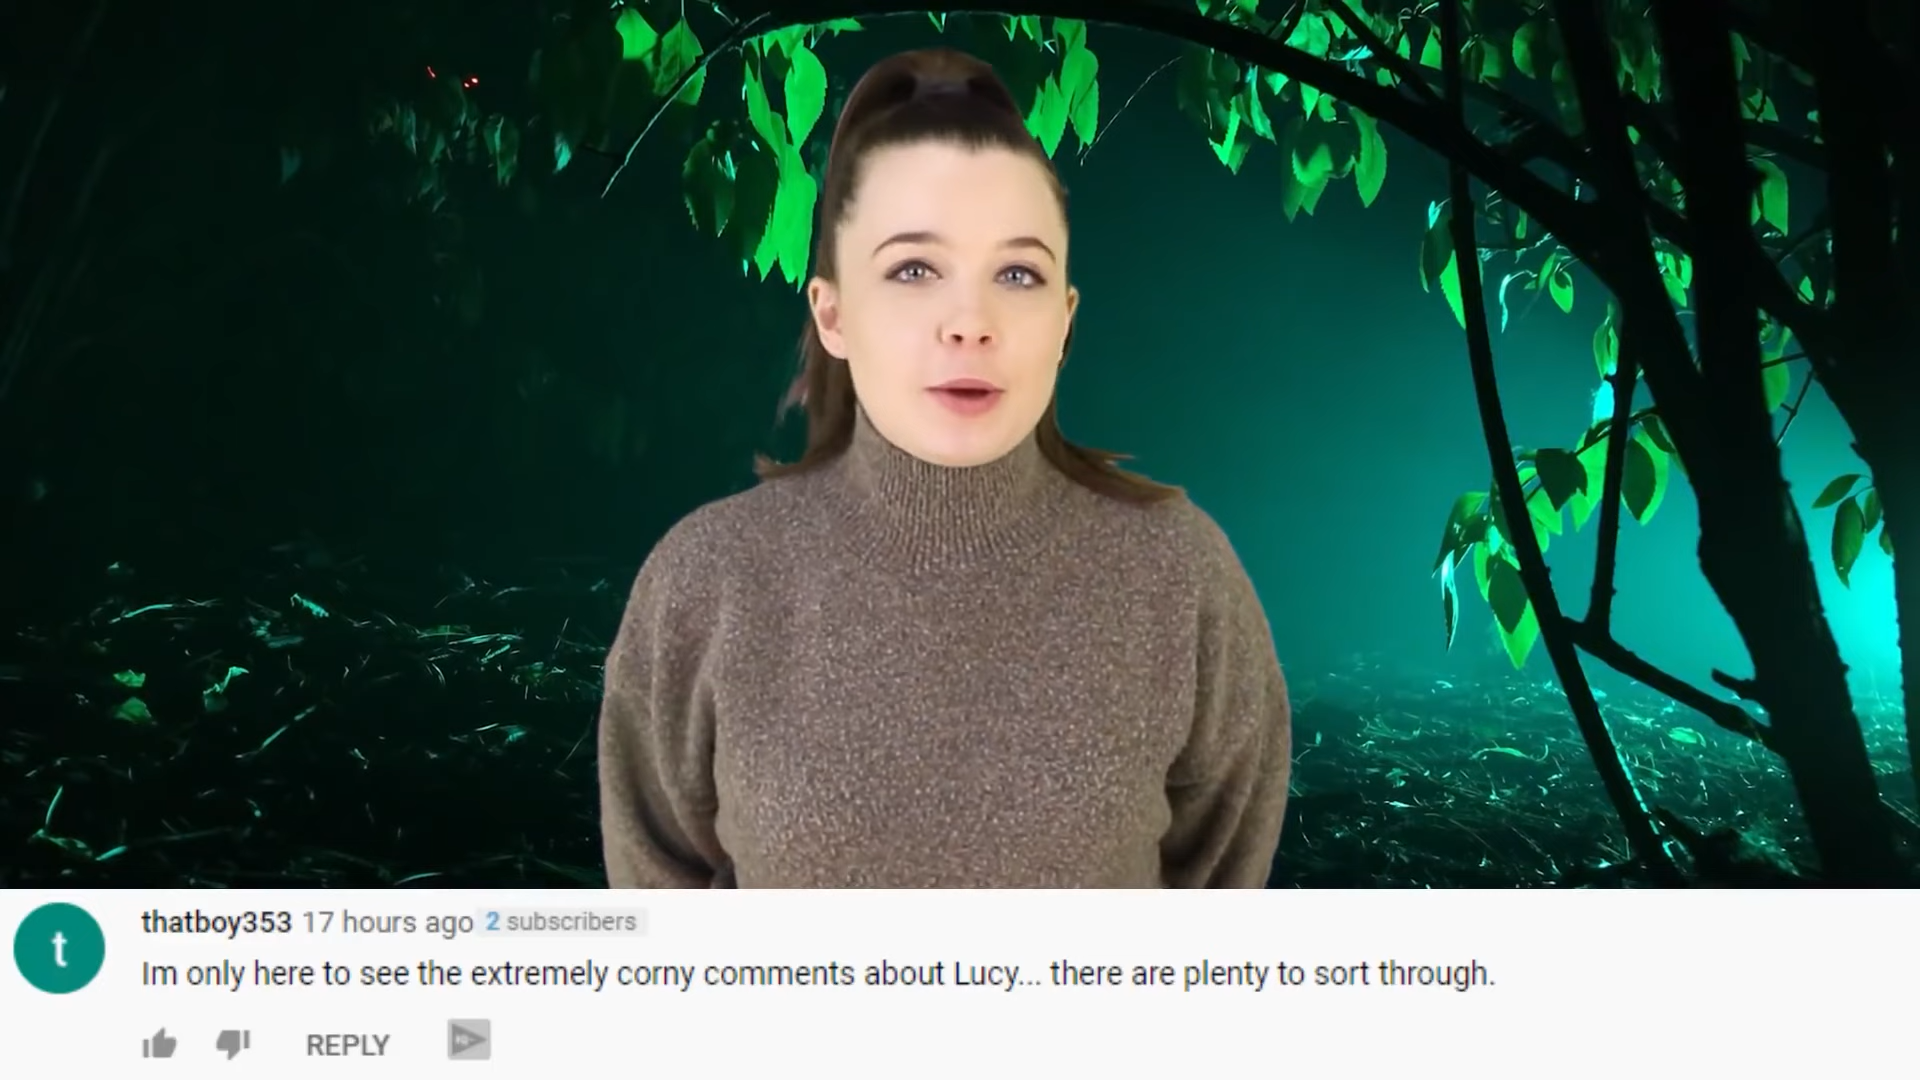 t
thatboy353 17 hours ago 2 subscribers
Im only here to see the extremely corny comments about Lucy... there are plenty to sort through.
REPLY